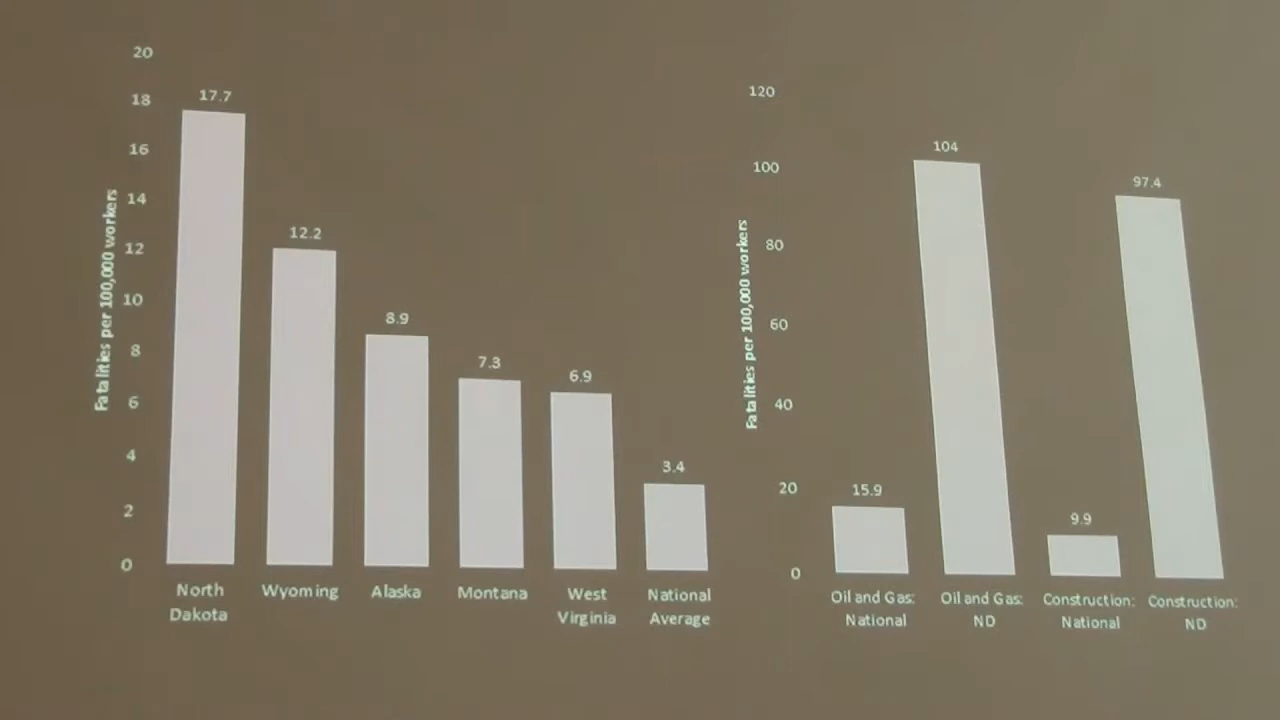 20
18
16
14
12
10
8
6
4
2
0
Fatalities per 100,000 workers
17.7
12.2
8.9
7.3
6.9
3.4
North
Dakota
Wyoming
Alaska
Montana
West
Virginia
National
Average
120
100
80
60
40
20
0
Fatalities per 100,000 workers
15.9
104
9.9
97.4
Oil and Gas:
National
Oil and Gas:
ND
Construction:
National
Construction:
ND